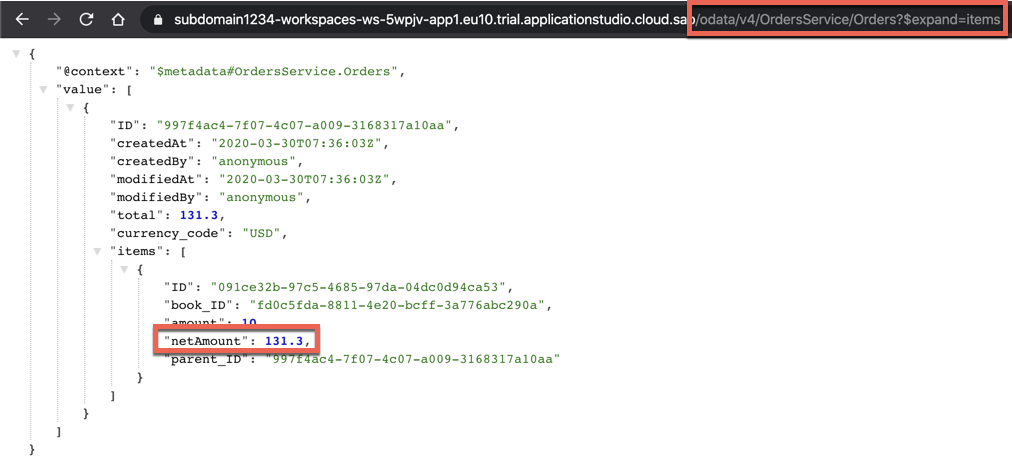 subdomain1234-workspaces-ws-5wpjv-app1.eu10.trial.applicationstudio.cloud.sap/odata/v4/OrdersService/Orders?$expand=items
{
"@context": "$metadata#OrdersService.Orders",
"value": [
{
"ID": "997f4ac4-7f07-4c07-a009-3168317a10aa",
"createdAt": "2020-03-30T07:36:03Z",
"createdBy": "anonymous",
"modifiedAt": "2020-03-30T07:36:03Z",
"modifiedBy": "anonymous",
"total": 131.3,
"currency_code": "USD",
"items": [
{
"ID": "091ce32b-97c5-4685-97da-04dc0d94ca53",
"book_ID": "fd0c5fda-8811-4e20-bcff-3a776abc290a",
"amount": 10,
"netAmount": 131.3,
"parent_ID": "997f4ac4-7f07-4c07-a009-3168317a10aa"
}
]
}
]
}